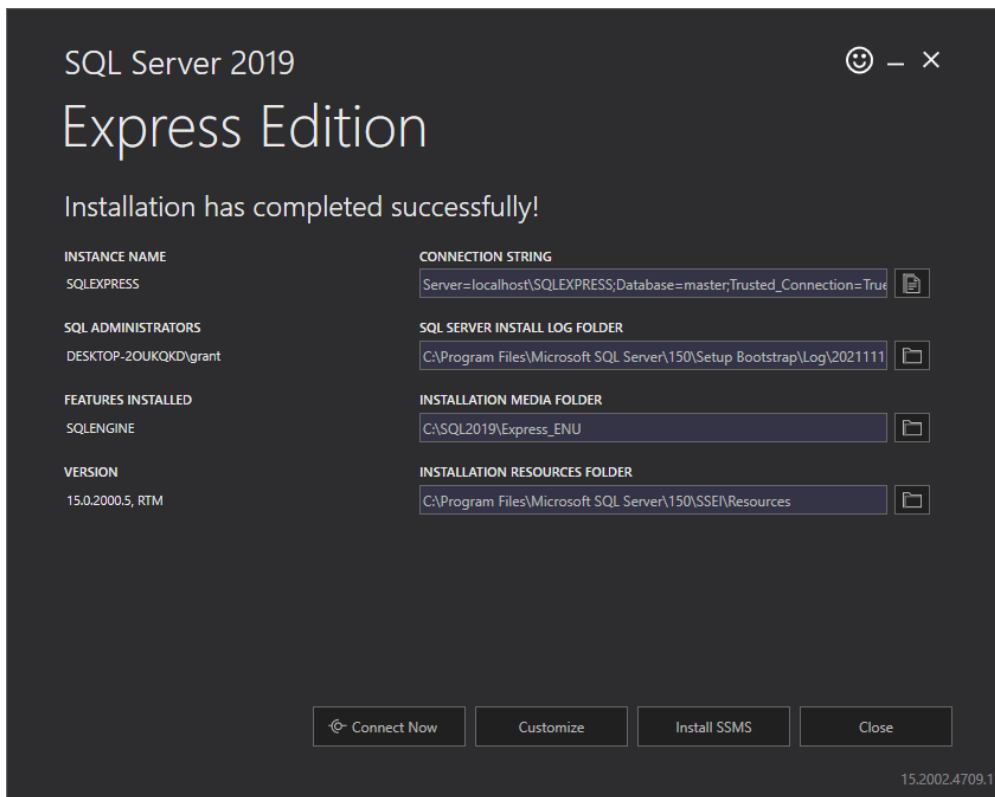 SQL Server 2019
Express Edition
Installation has completed successfully!
INSTANCE NAME
SQLEXPRESS
CONNECTION STRING
Server=localhost\SQLEXPRESS;Database=master;Trusted_Connection=True
SQL ADMINISTRATORS
DESKTOP-2OUKQKD\grant
SQL SERVER INSTALL LOG FOLDER
C:\Program Files\Microsoft SQL Server\150\Setup Bootstrap\Log\2021111
FEATURES INSTALLED
SQLENGINE
INSTALLATION MEDIA FOLDER
C:\SQL2019\Express_ENU
VERSION
15.0.2000.5, RTM
INSTALLATION RESOURCES FOLDER
C:\Program Files\Microsoft SQL Server\150\SSEI\Resources
Connect Now
Customize
Install SSMS
Close
15.2002.4709.1